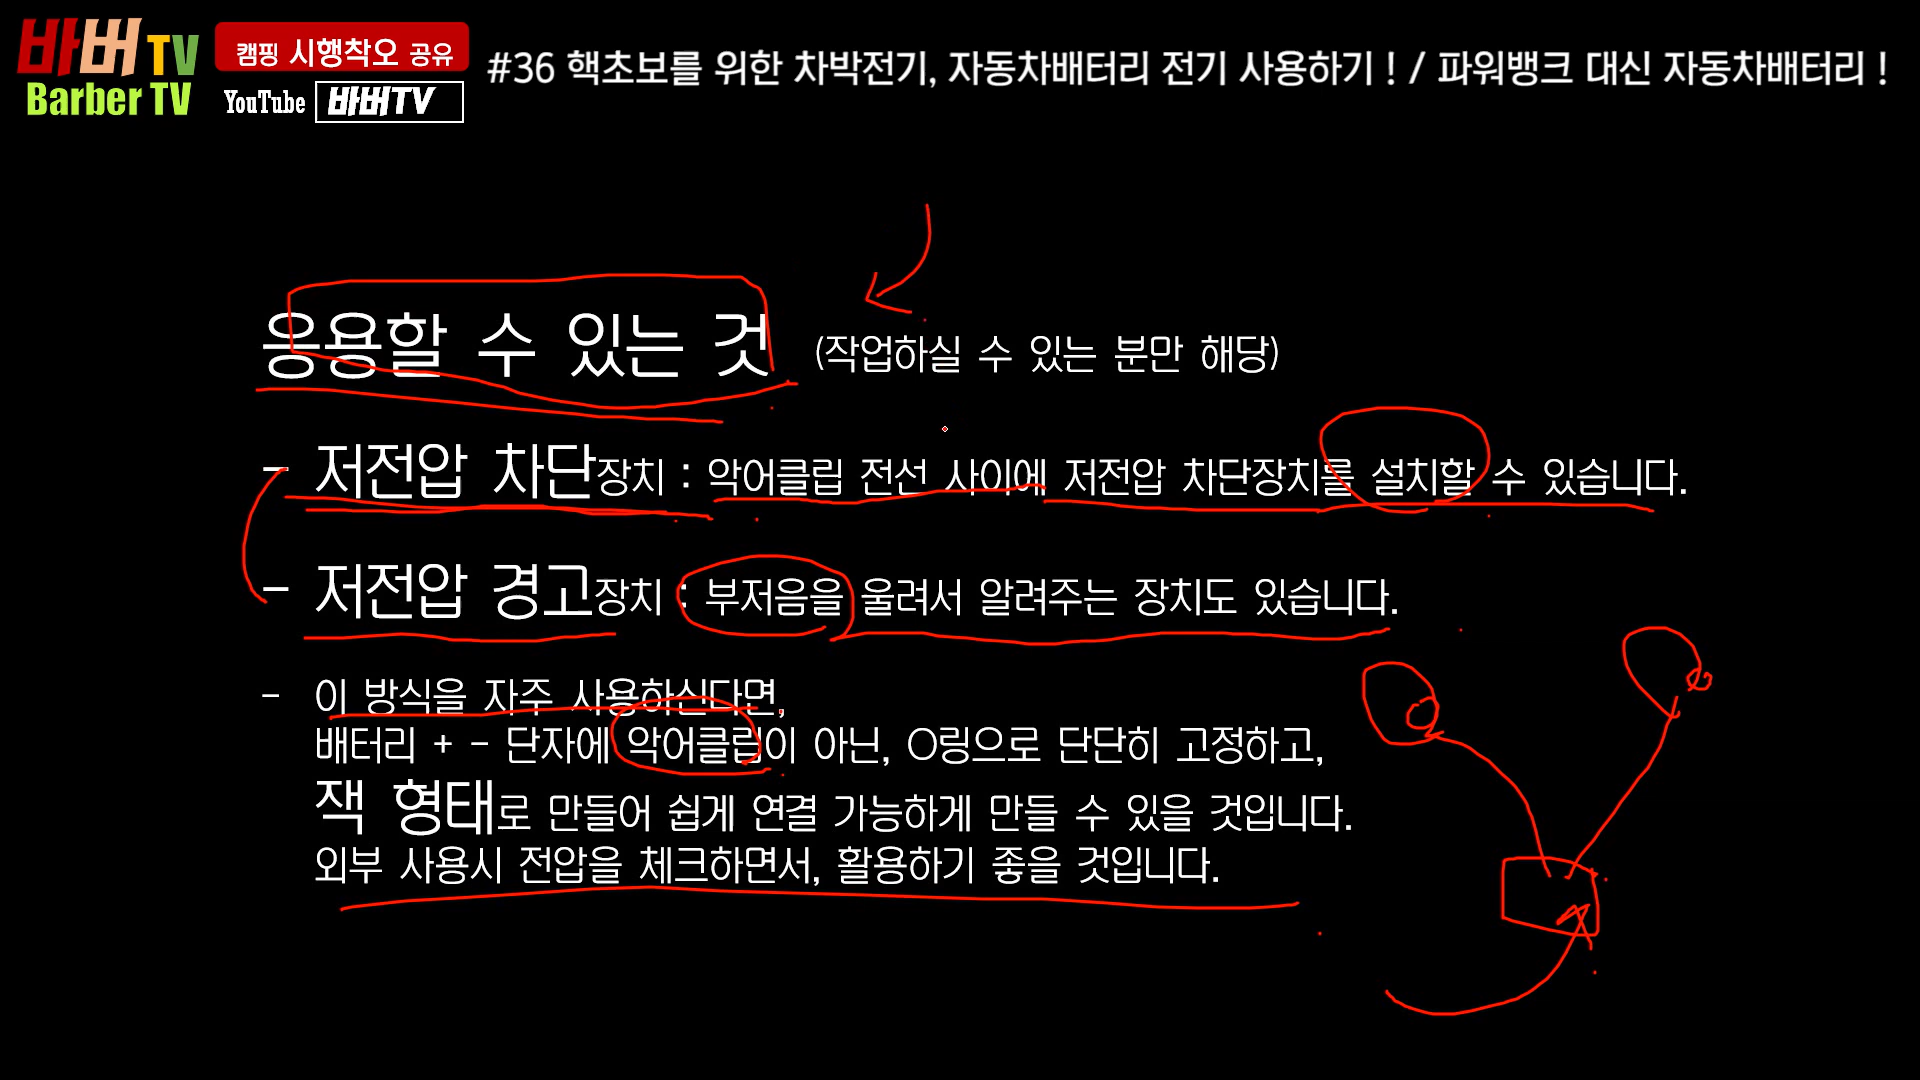 바버 TV
Barber TV
캠핑 시행착오 공유
YouTube 바버TV
#36 핵초보를 위한 차박전기, 자동차배터리 전기 사용하기 ! / 파워뱅크 대신 자동차배터리 !
응용할 수 있는 것 (작업하실 수 있는 분만 해당)
- 저전압 차단장치 : 악어클립 전선 사이에 저전압 차단장치를 설치할 수 있습니다.
- 저전압 경고장치 : 부저음을 울려서 알려주는 장치도 있습니다.
- 이 방식을 자주 사용하신다면,
배터리 + - 단자에 악어클립이 아닌, O링으로 단단히 고정하고,
잭 형태로 만들어 쉽게 연결 가능하게 만들 수 있을 것입니다.
외부 사용시 전압을 체크하면서, 활용하기 좋을 것입니다.